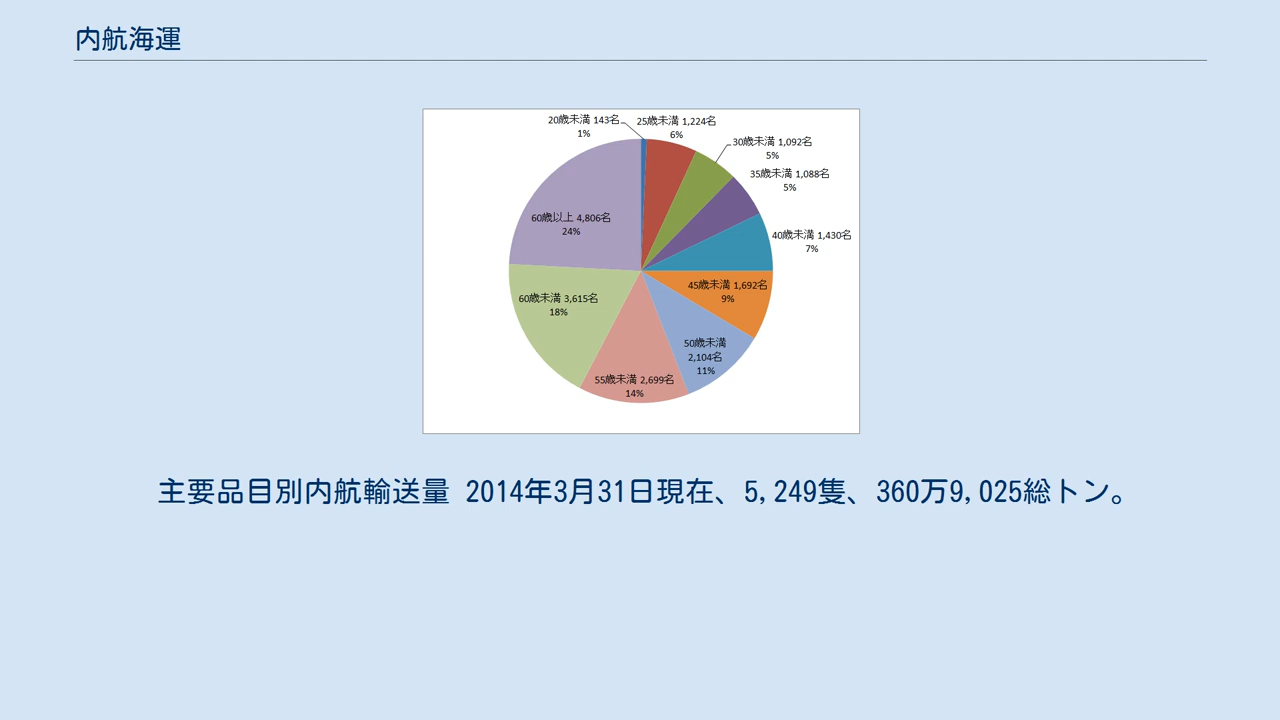 内航海運
20歳未満 143名
1%
25歳未満 1,224名
6%
30歳未満 1,092名
5%
35歳未満 1,088名
5%
40歳未満 1,430名
7%
45歳未満 1,692名
9%
50歳未満
2,104名
11%
55歳未満 2,699名
14%
60歳未満 3,615名
18%
60歳以上 4,806名
24%
主要品目別内航輸送量 2014年3月31日現在、5,249隻、360万9,025総トン。